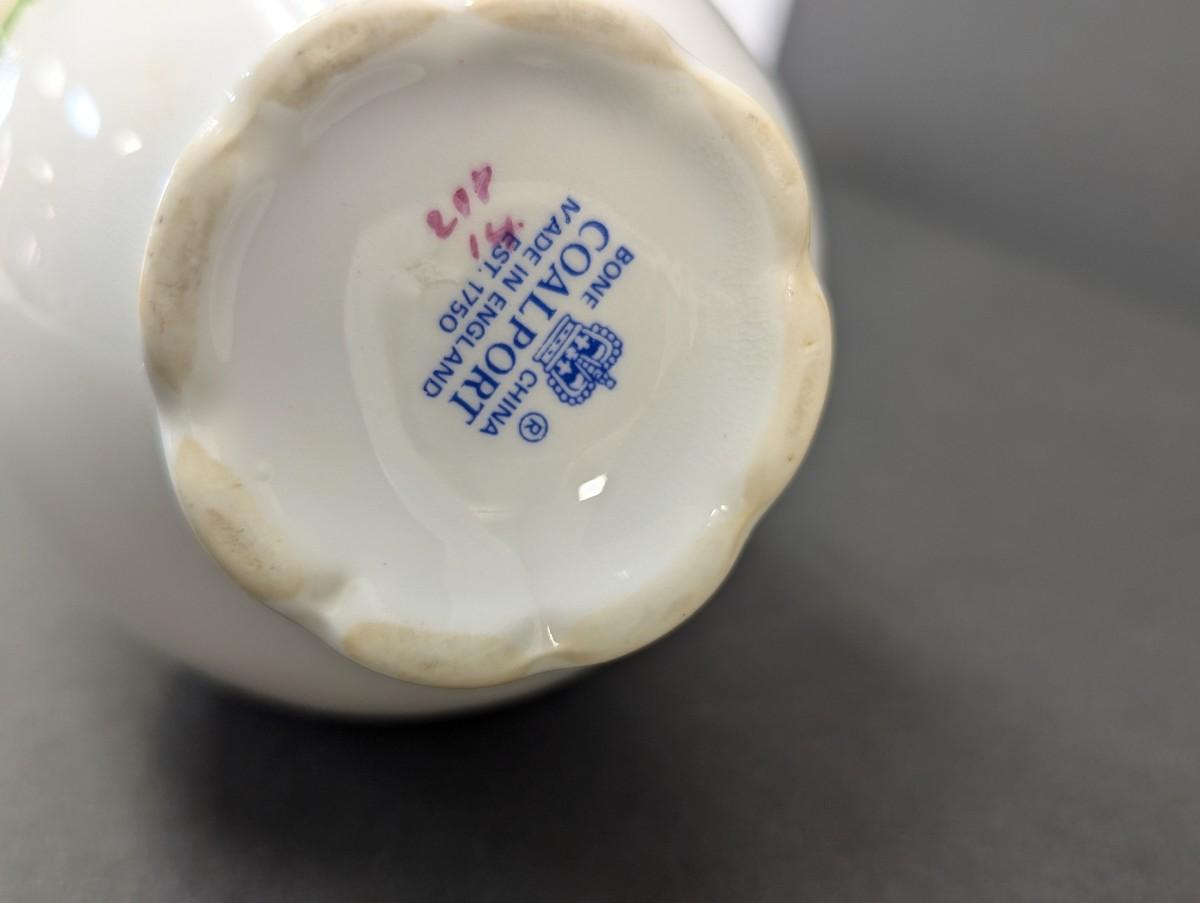 BONE CHINA ®
COALPORT
MADE IN ENGLAND
EST. 1750